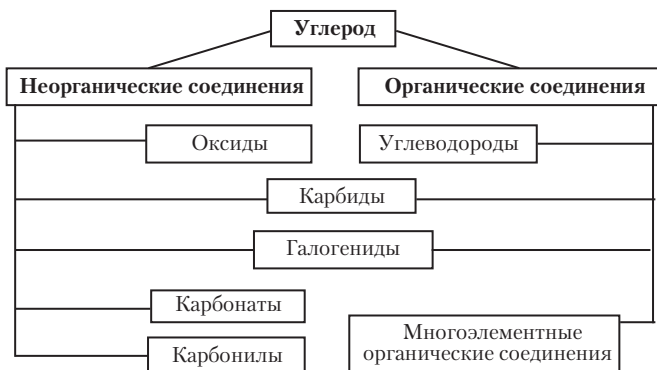 Углерод
Неорганические соединения
Органические соединения
Оксиды
Углеводороды
Карбиды
Галогениды
Карбонаты
Многоэлементные
органические соединения
Карбонилы